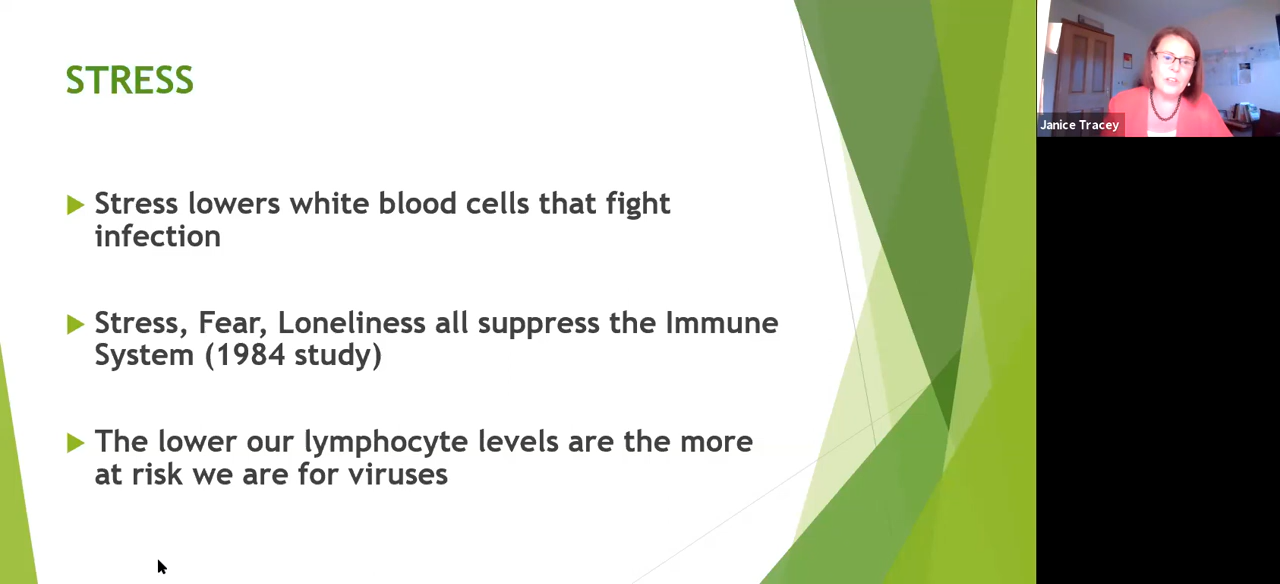 STRESS
Stress lowers white blood cells that fight
infection
Stress, Fear, Loneliness all suppress the Immune
System (1984 study)
The lower our lymphocyte levels are the more
at risk we are for viruses
Janice Tracey